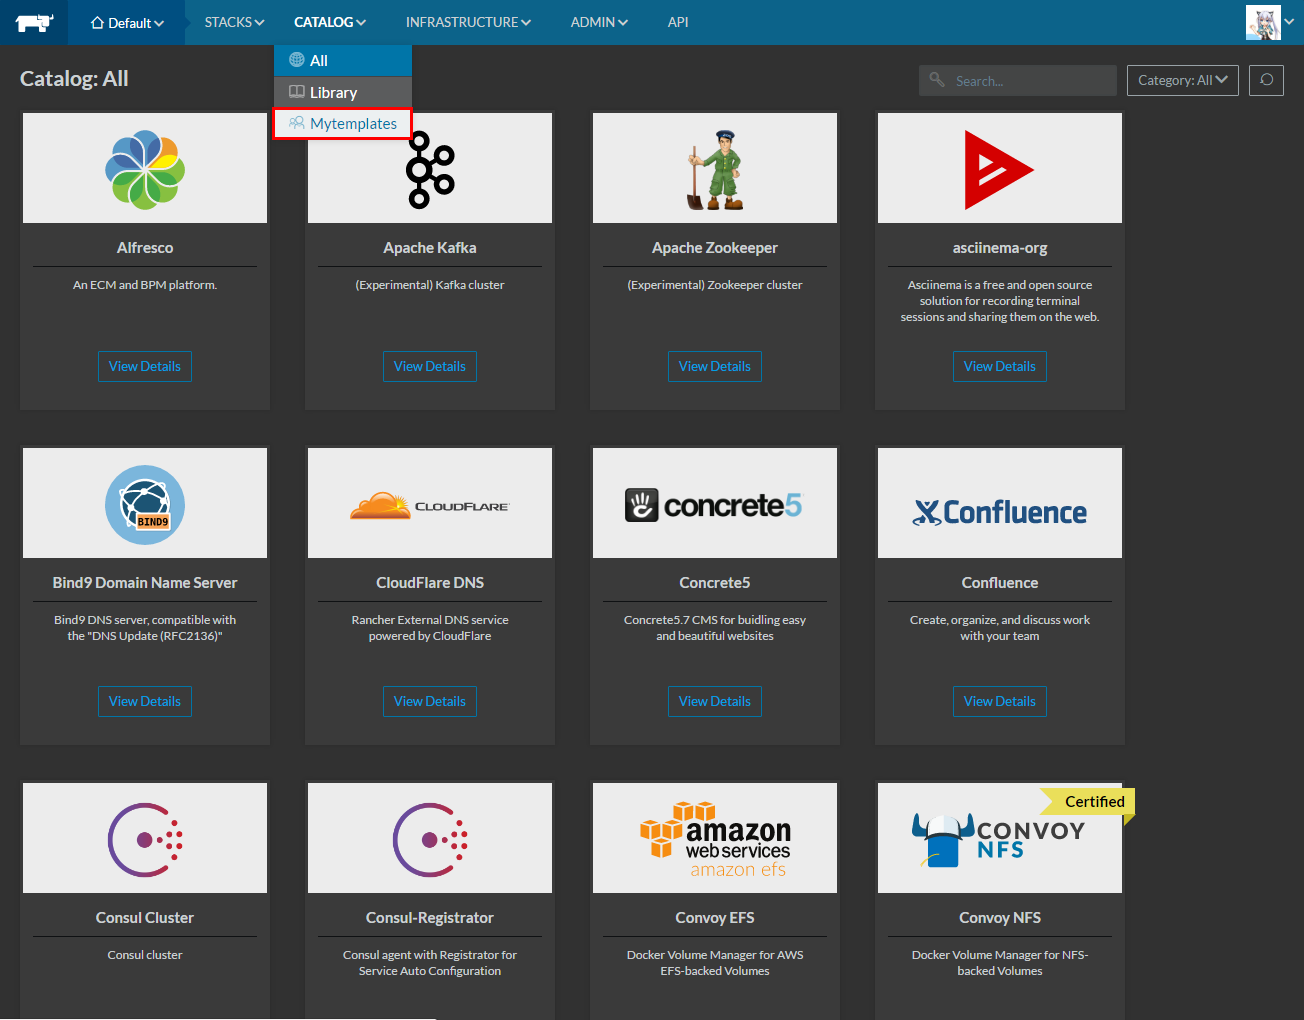 Default STACKS CATALOG INFRASTRUCTURE ADMIN API
All
Library
Mytemplates
Catalog: All
Search...
Category: All
Alfresco
An ECM and BPM platform.
View Details
Apache Kafka
(Experimental) Kafka cluster
View Details
Apache Zookeeper
(Experimental) Zookeeper cluster
View Details
asciinema-org
Asciinema is a free and open source
solution for recording terminal
sessions and sharing them on the web.
View Details
BIND9
Bind9 Domain Name Server
Bind9 DNS server, compatible with
the "DNS Update (RFC2136)"
View Details
CLOUDFLARE
CloudFlare DNS
Rancher External DNS service
powered by CloudFlare
View Details
concrete5
Concrete5
Concrete5.7 CMS for buidling easy
and beautiful websites
View Details
Confluence
Confluence
Create, organize, and discuss work
with your team
View Details
Consul Cluster
Consul cluster
Consul-Registrator
Consul agent with Registrator for
Service Auto Configuration
amazon
web services
amazon efs
Convoy EFS
Docker Volume Manager for AWS
EFS-backed Volumes
Certified
CONVOY
NFS
Convoy NFS
Docker Volume Manager for NFS-
backed Volumes